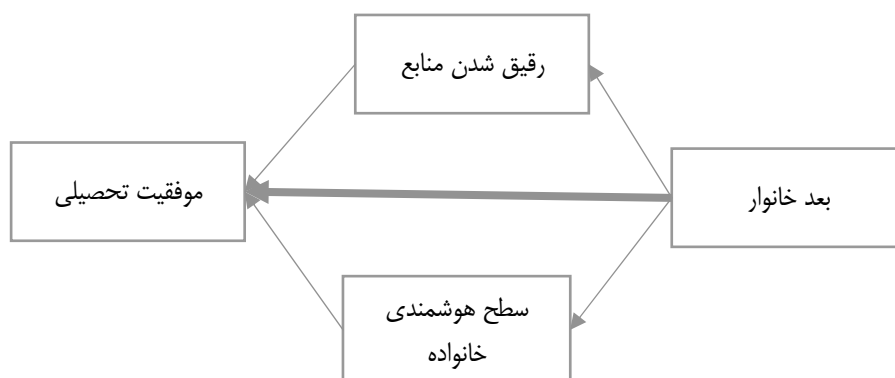 رقیق شدن منابع
بعد خانوار
موفقیت تحصیلی
سطح هوشمندی
خانواده